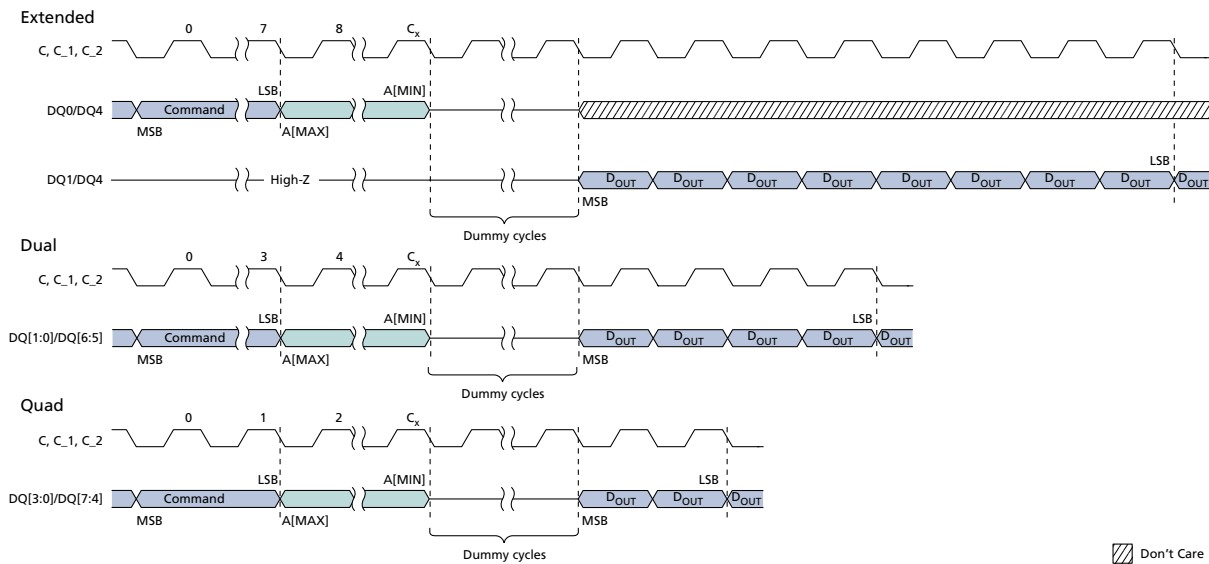 Extended
0 7 8 Cx
C, C_1, C_2
LSB A[MIN]
DQ0/DQ4 Command
MSB A[MAX]
LSB
DQ1/DQ4 High-Z DOUT DOUT DOUT DOUT DOUT DOUT DOUT DOUT DOUT
MSB
Dummy cycles
Dual
0 3 4 Cx
C, C_1, C_2
LSB A[MIN] LSB
DQ[1:0]/DQ[6:5] Command DOUT DOUT DOUT DOUT DOUT
MSB A[MAX] MSB
Dummy cycles
Quad
0 1 2 Cx
C, C_1, C_2
LSB A[MIN] LSB
DQ[3:0]/DQ[7:4] Command DOUT DOUT DOUT
MSB A[MAX] MSB
Dummy cycles
Don't Care